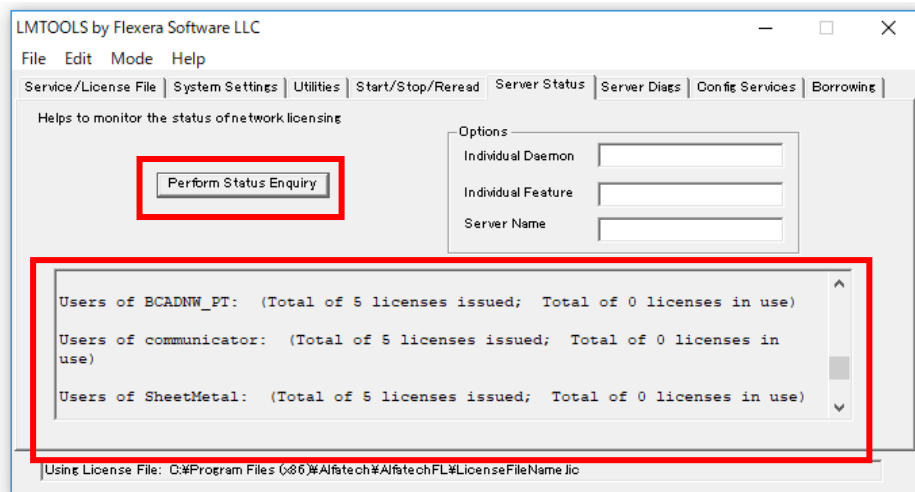 LMTOOLS by Flexera Software LLC
File Edit Mode Help
Service/License File System Settings Utilities Start/Stop/Reread Server Status Server Diags Config Services Borrowing
Helps to monitor the status of network licensing
Options
Individual Daemon
Perform Status Enquiry
Individual Feature
Server Name
Users of BCADNW_PT: (Total of 5 licenses issued; Total of 0 licenses in use)
Users of communicator: (Total of 5 licenses issued; Total of 0 licenses in
use)
Users of SheetMetal: (Total of 5 licenses issued; Total of 0 licenses in use)
Using License File: C:¥Program Files (x86)¥Alfatech¥AlfatechFL¥LicenseFileName.lic